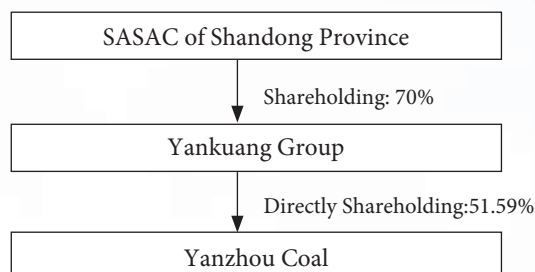 SASAC of Shandong Province
Shareholding: 70%
Yankuang Group
Directly Shareholding:51.59%
Yanzhou Coal